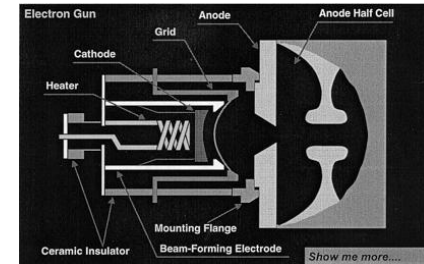 Electron Gun
Anode
Anode Half Cell
Grid
Cathode
Heater
Mounting Flange
Ceramic Insulator
Beam-Forming Electrode
Show me more....